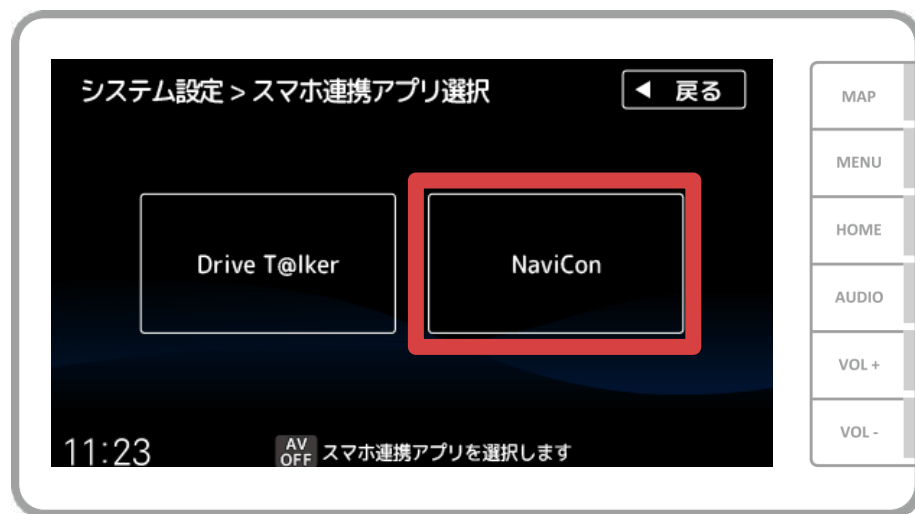 システム設定 > スマホ連携アプリ選択
◀ 戻る
Drive T@lker
NaviCon
11:23
AV OFF
スマホ連携アプリを選択します
MAP
MENU
HOME
AUDIO
VOL +
VOL -